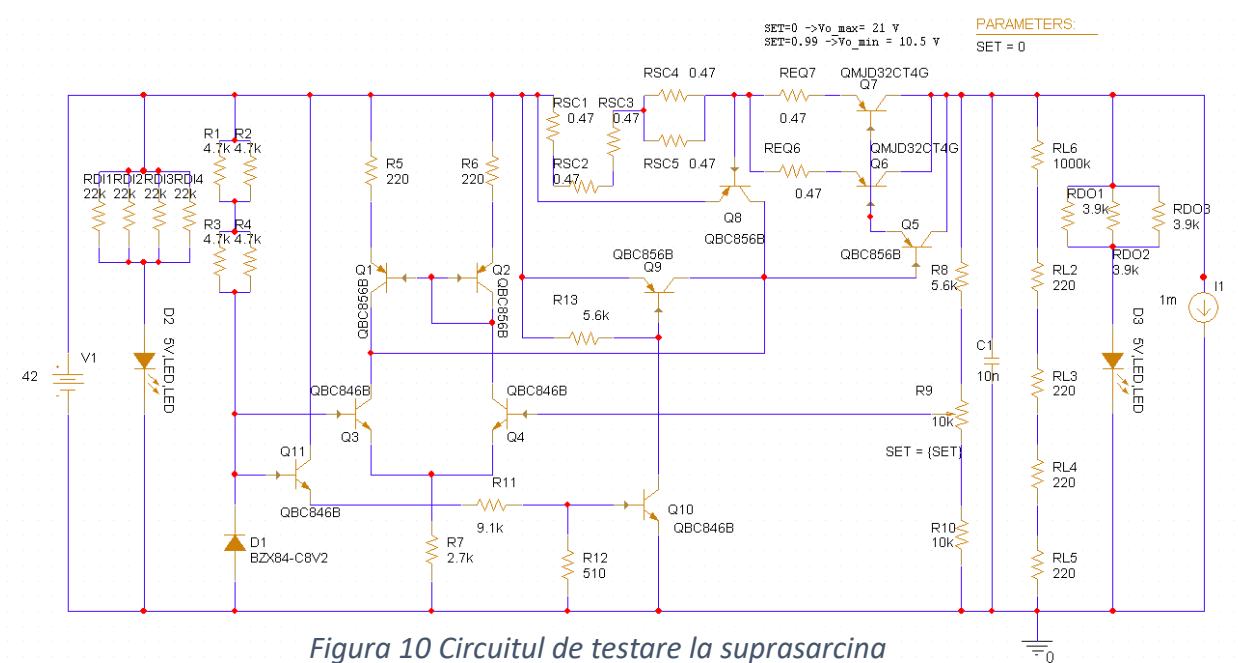 SET=0 ->Vo_max= 21 V
SET=0.99 ->Vo_min = 10.5 V
PARAMETERS:
SET = 0
RSC4 0.47
REQ7
0.47
QMJD32CT4G
Q7
RSC1
0.47
RSC3
0.47
RSC2
0.47
RSC5 0.47
REQ6
0.47
QMJD32CT4G
Q6
R1
4.7k
R2
4.7k
R3
4.7k
R4
4.7k
RDI1
22k
RDI2
22k
RDI3
22k
RDI4
22k
R5
220
R6
220
RL6
1000k
RDO1
3.9k
RDO3
3.9k
RDO2
3.9k
Q8
QBC856B
Q5
QBC856B
QBC856B
Q9
Q1
QBC856B
Q2
QBC856B
R13
5.6k
R8
5.6k
RL2
220
1m
I1
D2 5V,LED,LED
D3 5V,LED,LED
V1
42
C1
10n
QBC846B
Q3
QBC846B
Q4
R9
10k
SET = {SET}
RL3
220
Q11
QBC846B
R11
9.1k
Q10
QBC846B
RL4
220
D1
BZX84-C8V2
R7
2.7k
R12
510
R10
10k
RL5
220
0
Figura 10 Circuitul de testare la suprasarcina